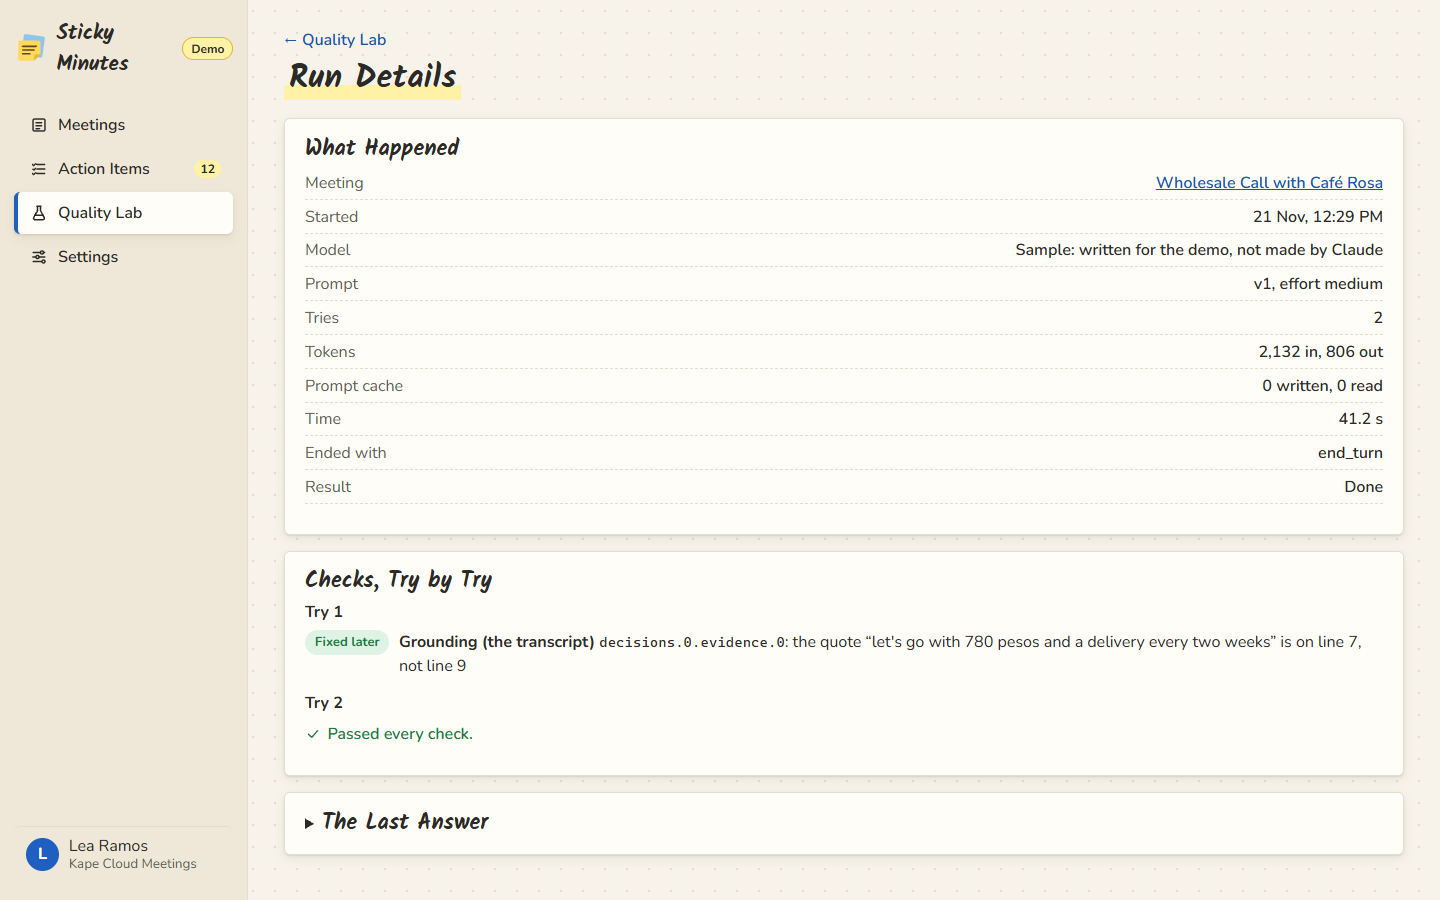 Sticky
Minutes
Demo
Meetings
Action Items
12
Quality Lab
Settings
Lea Ramos
L
Kape Cloud Meetings
← Quality Lab
Run Details
What Happened
Meeting
Wholesale Call with Café Rosa
Started
21 Nov, 12:29 PM
Model
Sample: written for the demo, not made by Claude
Prompt
v1, effort medium
Tries
2
Tokens
2,132 in, 806 out
Prompt cache
0 written, 0 read
Time
41.2 s
Ended with
end_turn
Result
Done
Checks, Try by Try
Try 1
Fixed later
Grounding (the transcript) decisions.0.evidence.0: the quote “let's go with 780 pesos and a delivery every two weeks” is on line 7,
not line 9
Try 2
✓ Passed every check.
▶ The Last Answer